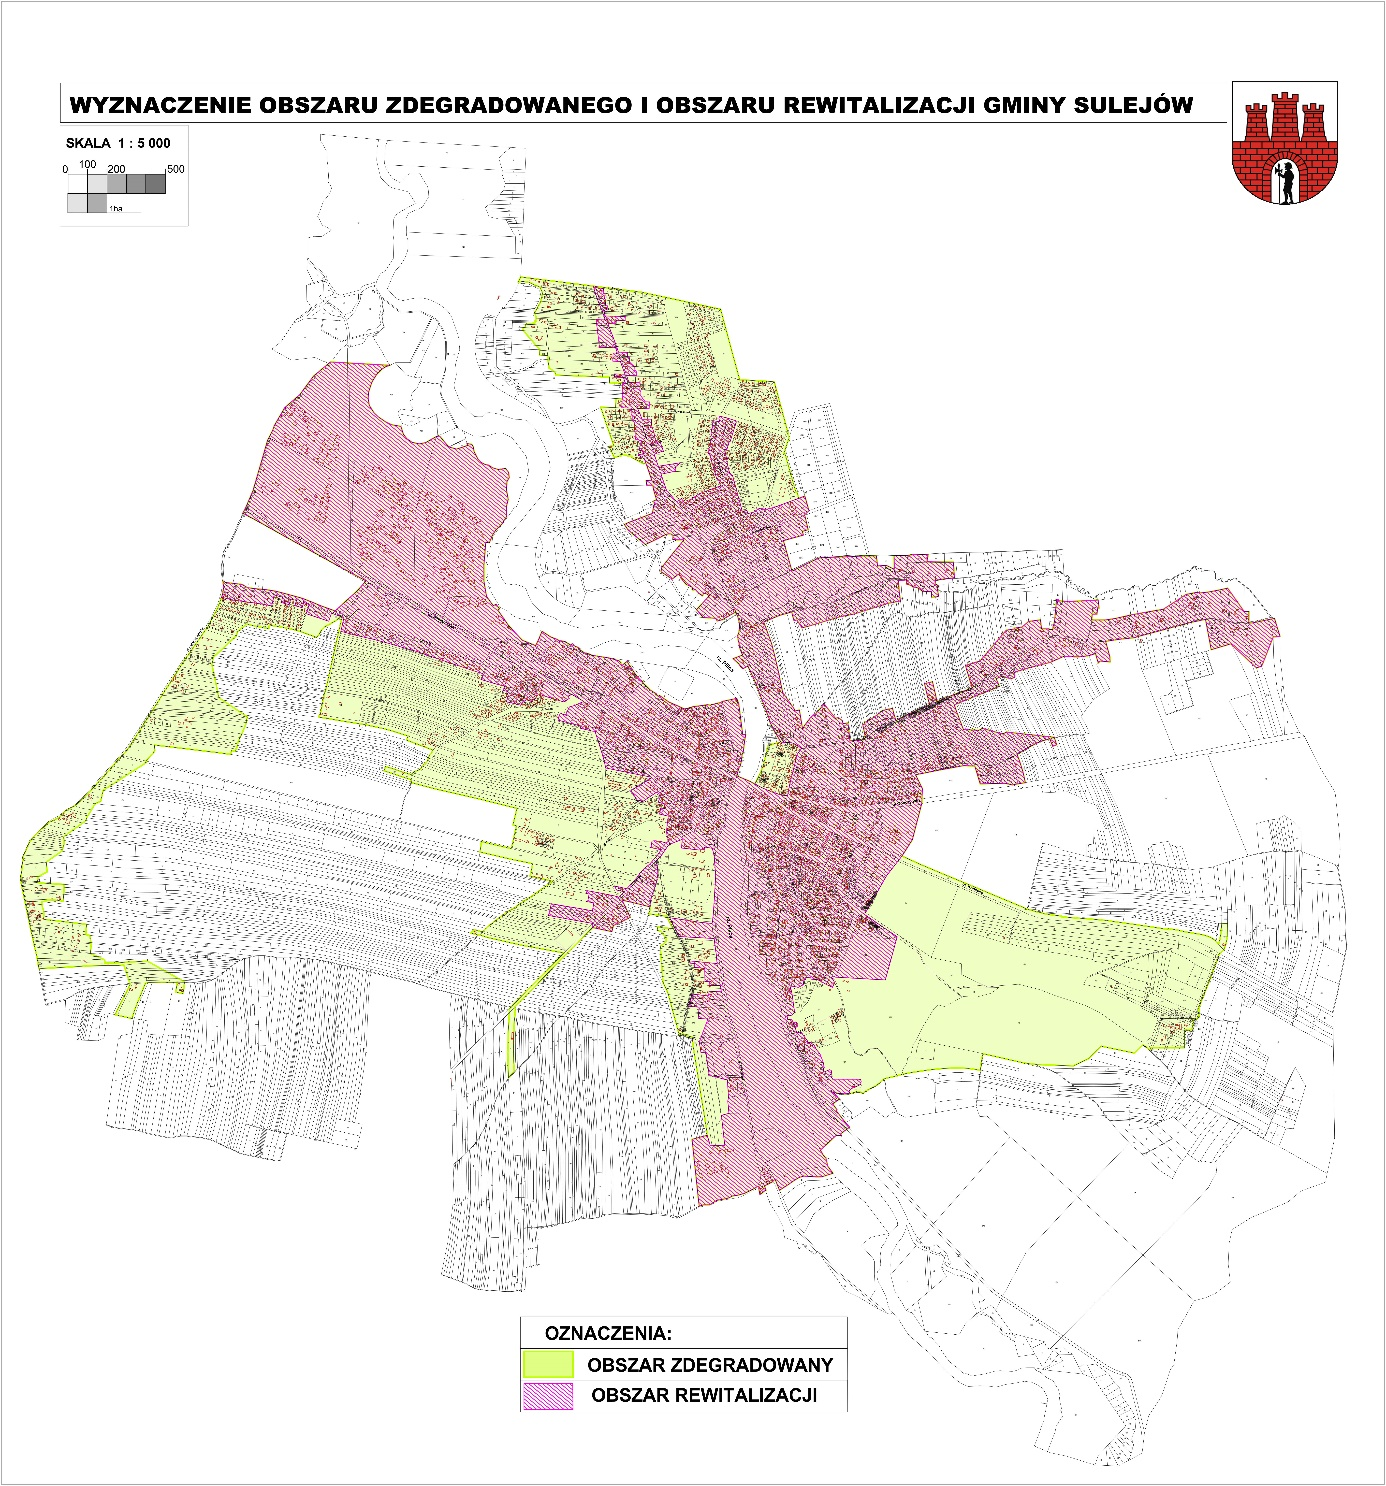 WYZNACZENIE OBSZARU ZDEGRADOWANEGO I OBSZARU REWITALIZACJI GMINY SULEJÓW
SKALA 1 : 5 000
0 100 200 500
1ha
OZNACZENIA:
OBSZAR ZDEGRADOWANY
OBSZAR REWITALIZACJI